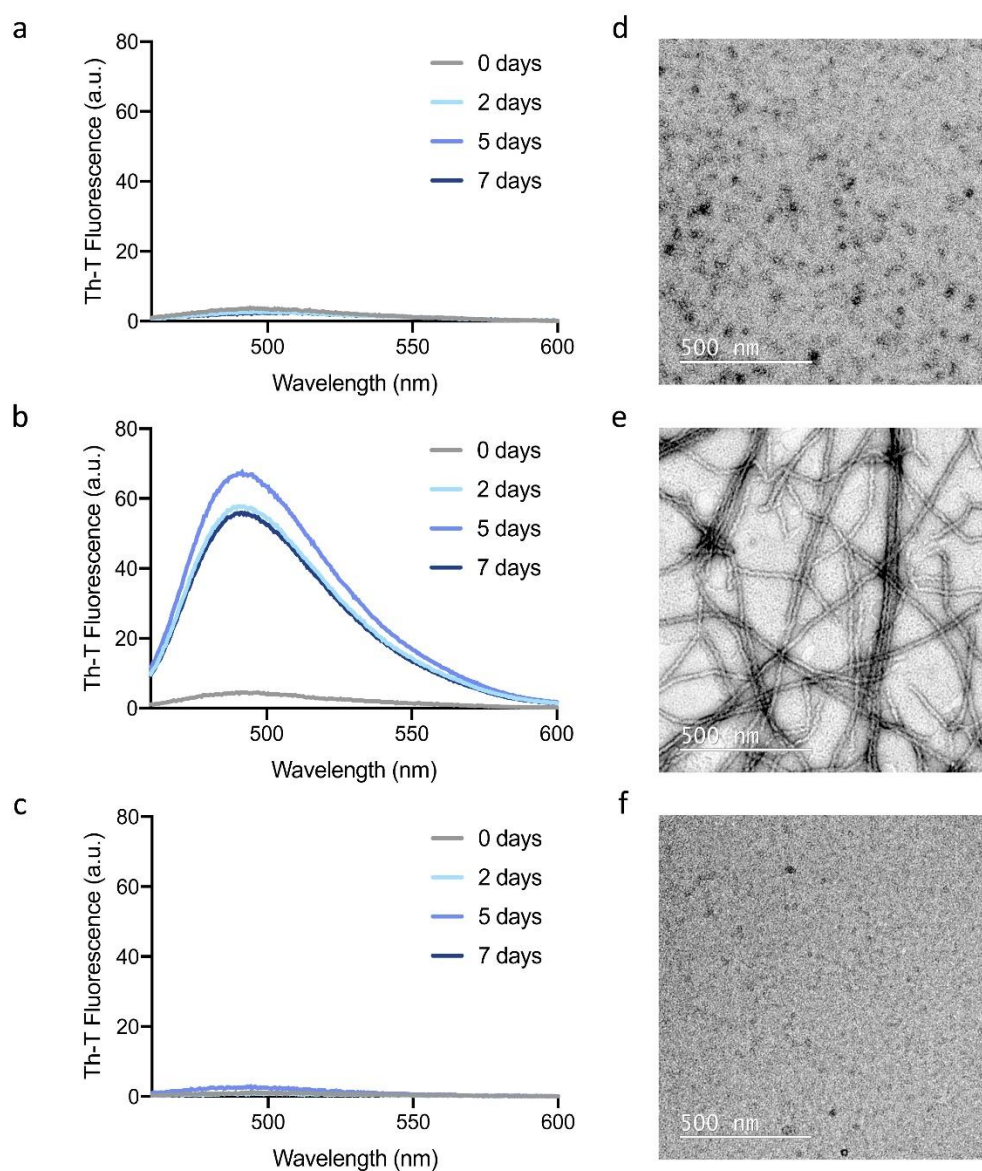 a
Th-T Fluorescence (a.u.)
80
60
40
20
0
500
550
600
Wavelength (nm)
0 days
2 days
5 days
7 days
d
500 nm
b
Th-T Fluorescence (a.u.)
80
60
40
20
0
500
550
600
Wavelength (nm)
0 days
2 days
5 days
7 days
e
500 nm
c
Th-T Fluorescence (a.u.)
80
60
40
20
0
500
550
600
Wavelength (nm)
0 days
2 days
5 days
7 days
f
500 nm